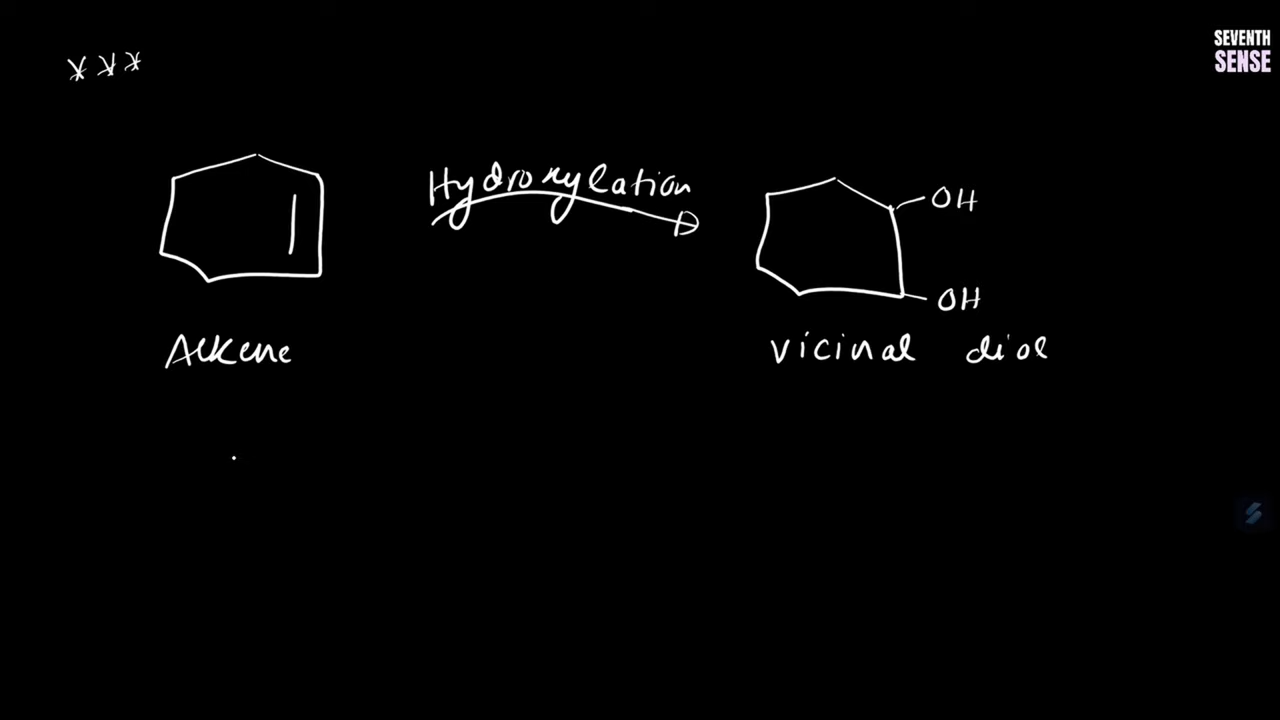 ***
SEVENTH
SENSE
Hydroxylation
OH
OH
Alkene
vicinal diol